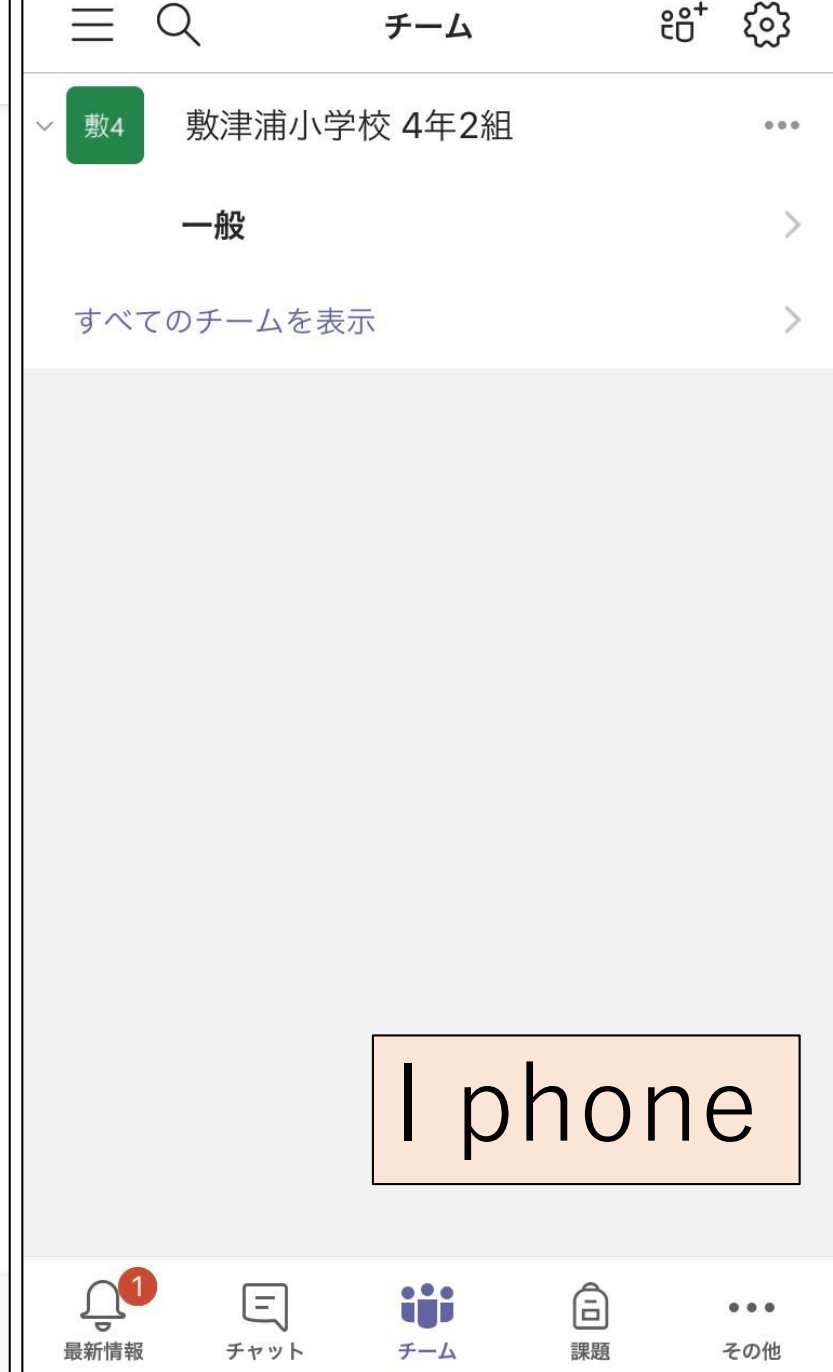 チーム
敷4
敷津浦小学校 4年2組
一般
すべてのチームを表示
I phone
1
最新情報 チャット チーム 課題 その他